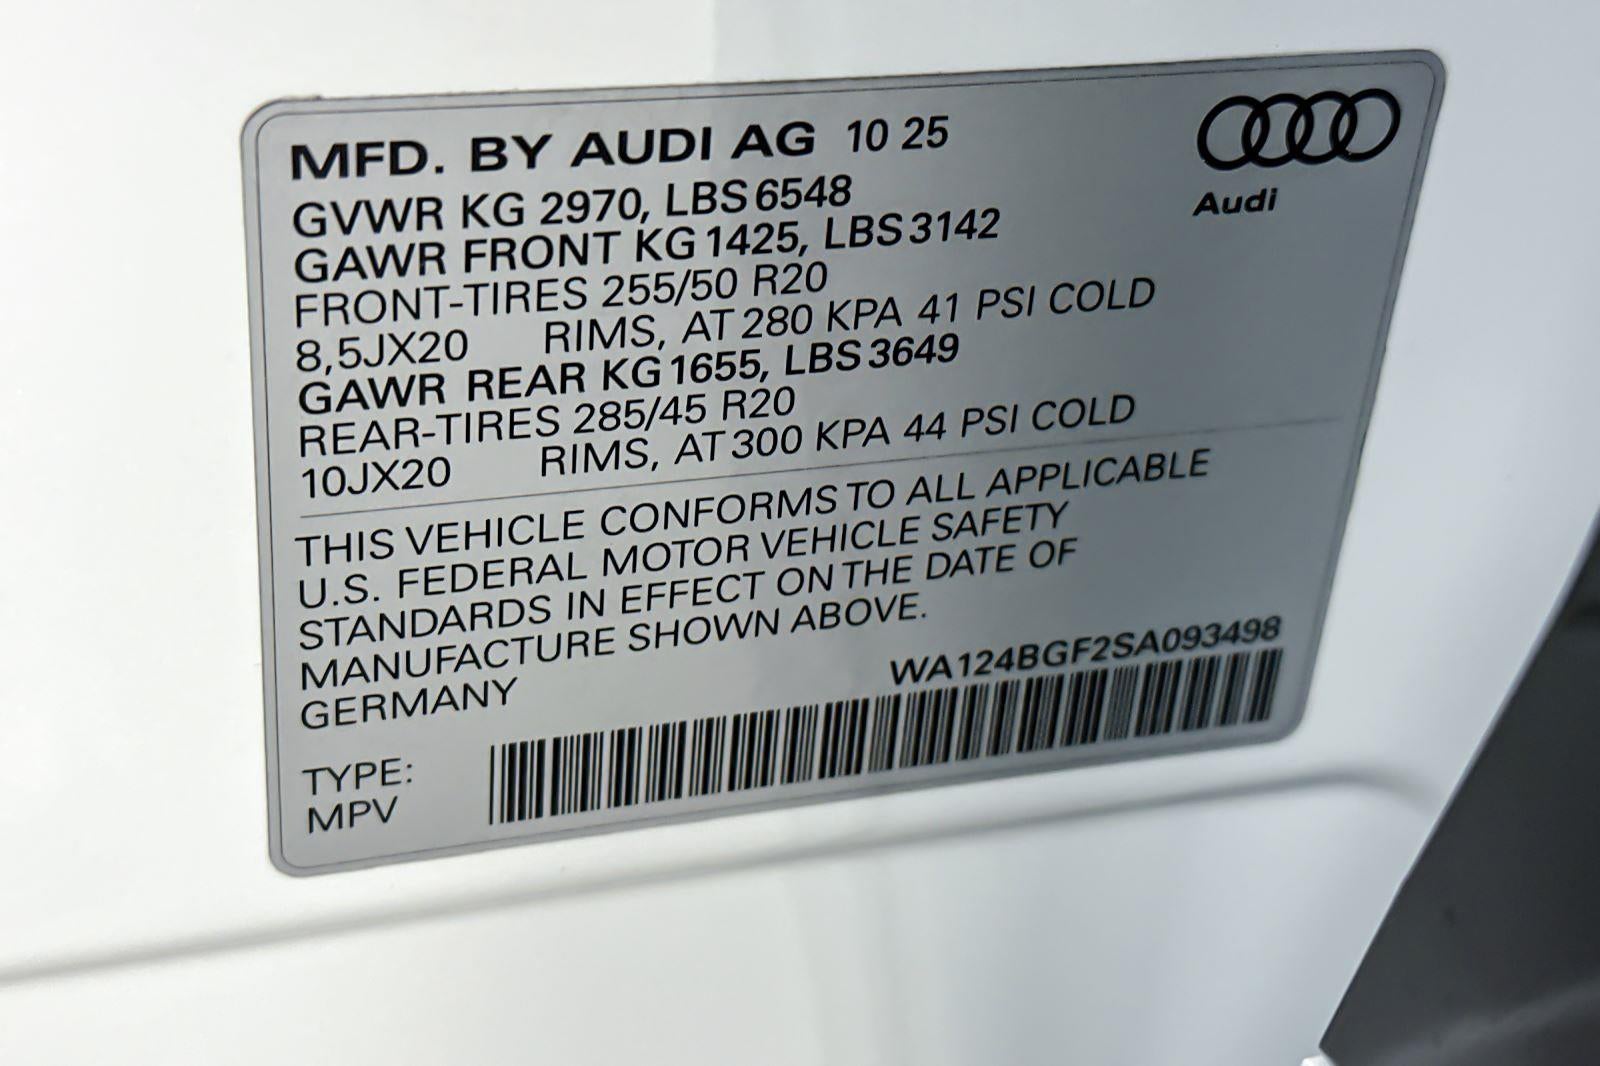 MFD. BY AUDI AG 10 25
Audi
GVWR KG 2970, LBS 6548
GAWR FRONT KG 1425, LBS 3142
FRONT-TIRES 255/50 R20
8,5JX20 RIMS, AT 280 KPA 41 PSI COLD
GAWR REAR KG 1655, LBS 3649
REAR-TIRES 285/45 R20
10JX20 RIMS, AT 300 KPA 44 PSI COLD
THIS VEHICLE CONFORMS TO ALL APPLICABLE
U.S. FEDERAL MOTOR VEHICLE SAFETY
STANDARDS IN EFFECT ON THE DATE OF
MANUFACTURE SHOWN ABOVE.
GERMANY
WA124BGF2SA093498
TYPE:
MPV